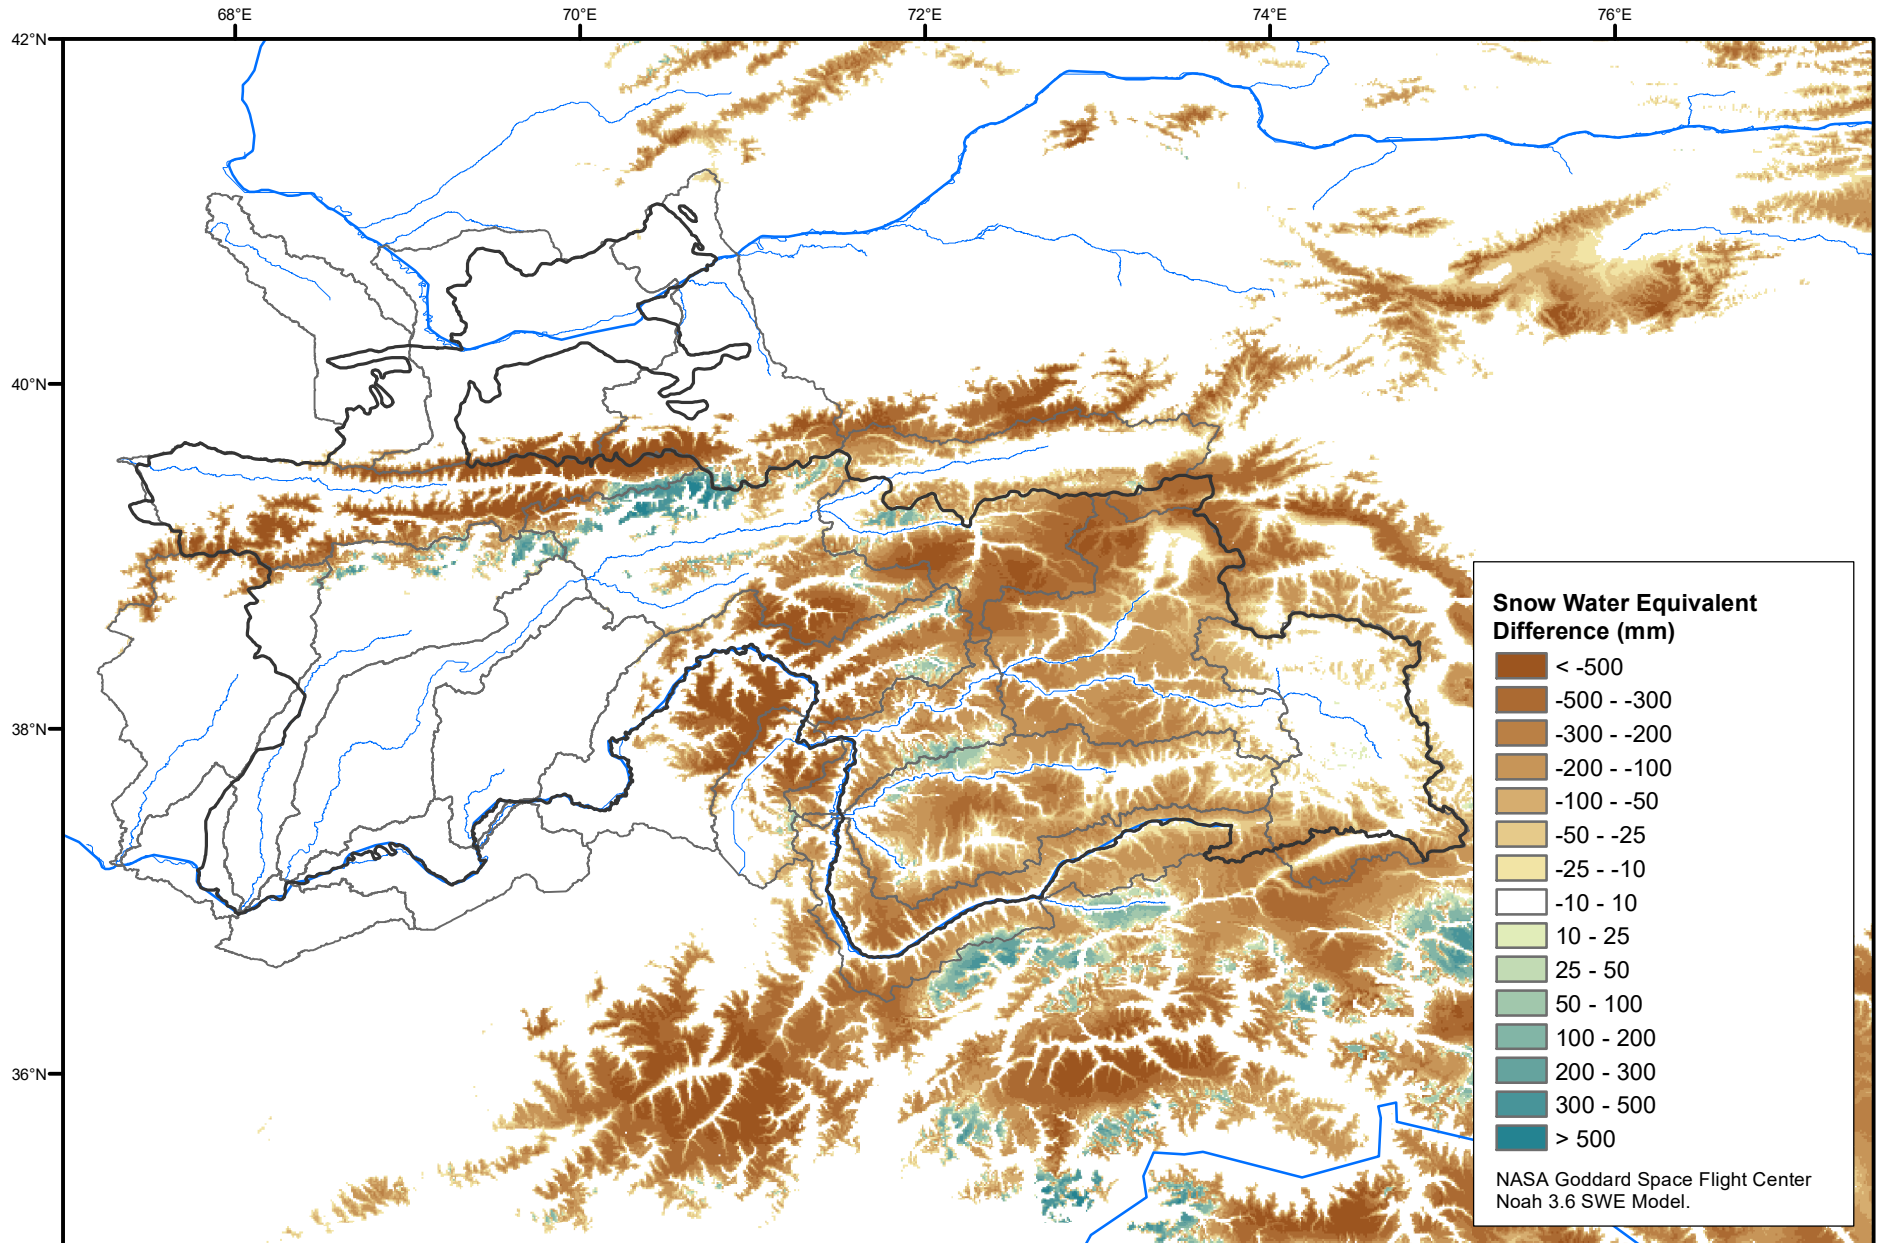 68°E
70°E
72°E
74°E
76°E
42°N
40°N
38°N
36°N
Snow Water Equivalent
Difference (mm)
< -500
-500 - -300
-300 - -200
-200 - -100
-100 - -50
-50 - -25
-25 - -10
-10 - 10
10 - 25
25 - 50
50 - 100
100 - 200
200 - 300
300 - 500
> 500
NASA Goddard Space Flight Center
Noah 3.6 SWE Model.